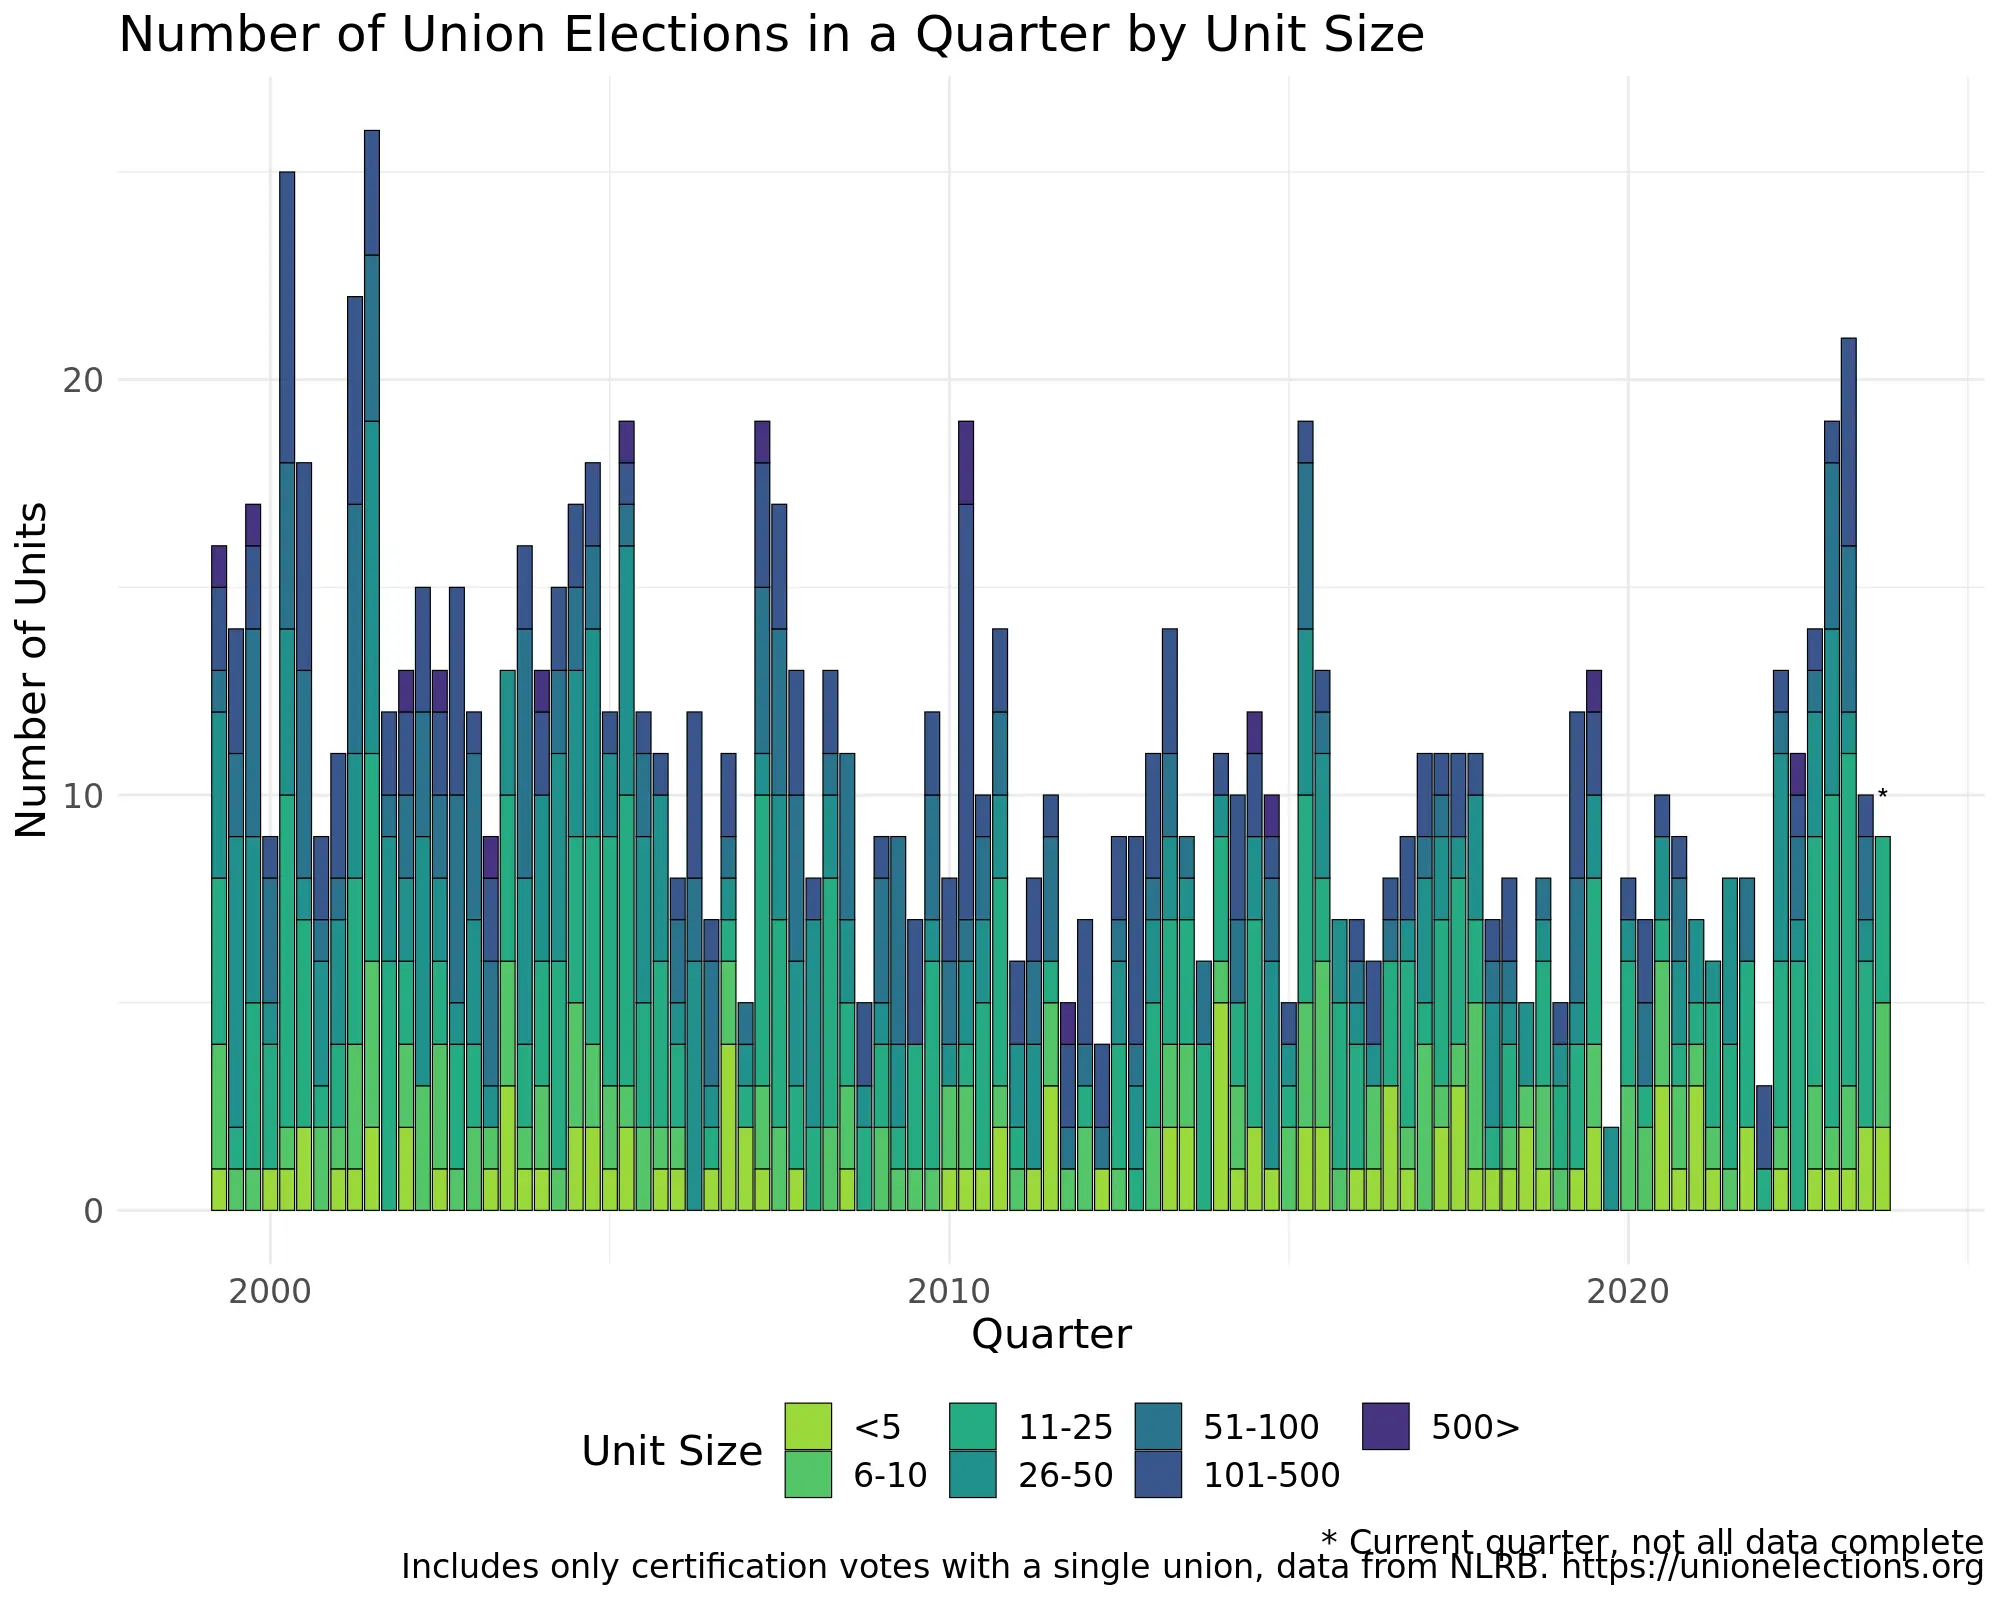 Number of Union Elections in a Quarter by Unit Size
Number of Units
20
10
0
*
2000 2010 2020
Quarter
Unit Size
<5 11-25 51-100 500>
6-10 26-50 101-500
* Current quarter, not all data complete
Includes only certification votes with a single union, data from NLRB. https://unionelections.org